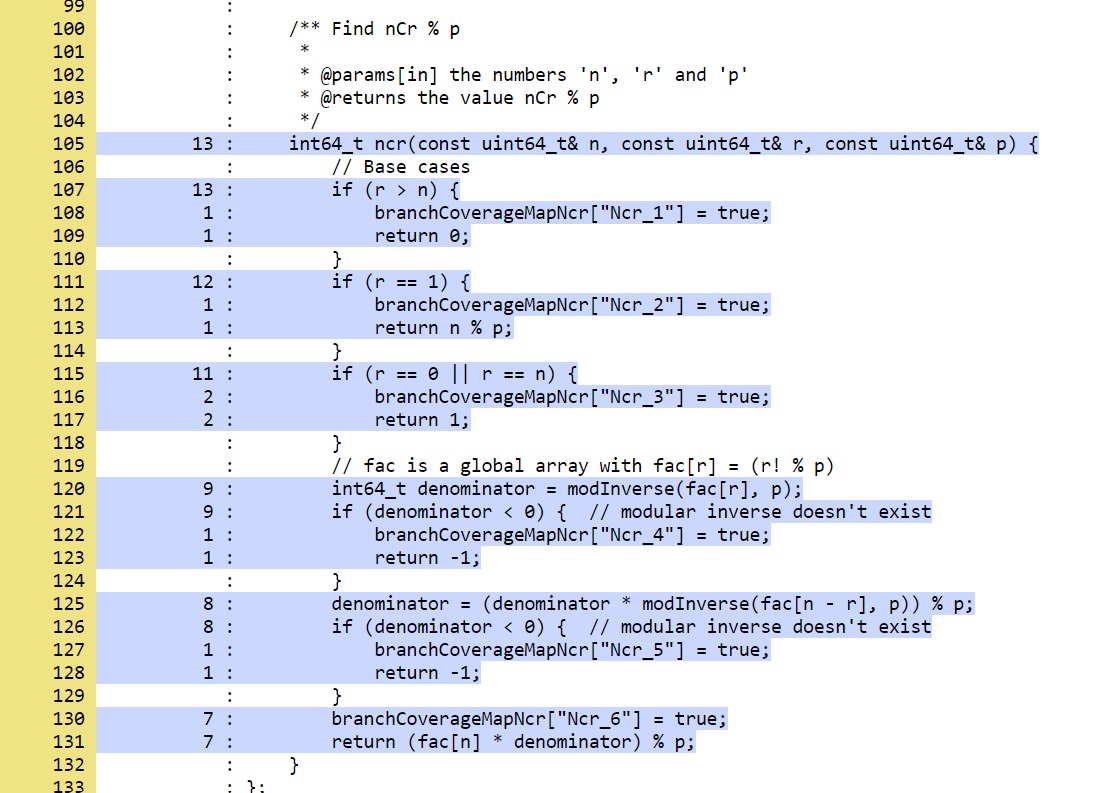 99 :
100 : /** Find nCr % p
101 : *
102 : * @params[in] the numbers 'n', 'r' and 'p'
103 : * @returns the value nCr % p
104 : */
105 13 : int64_t ncr(const uint64_t& n, const uint64_t& r, const uint64_t& p) {
106 : // Base cases
107 13 : if (r > n) {
108 1 : branchCoverageMapNcr["Ncr_1"] = true;
109 1 : return 0;
110 : }
111 12 : if (r == 1) {
112 1 : branchCoverageMapNcr["Ncr_2"] = true;
113 1 : return n % p;
114 : }
115 11 : if (r == 0 || r == n) {
116 2 : branchCoverageMapNcr["Ncr_3"] = true;
117 2 : return 1;
118 : }
119 : // fac is a global array with fac[r] = (r! % p)
120 9 : int64_t denominator = modInverse(fac[r], p);
121 9 : if (denominator < 0) {  // modular inverse doesn't exist
122 1 : branchCoverageMapNcr["Ncr_4"] = true;
123 1 : return -1;
124 : }
125 8 : denominator = (denominator * modInverse(fac[n - r], p)) % p;
126 8 : if (denominator < 0) {  // modular inverse doesn't exist
127 1 : branchCoverageMapNcr["Ncr_5"] = true;
128 1 : return -1;
129 : }
130 7 : branchCoverageMapNcr["Ncr_6"] = true;
131 7 : return (fac[n] * denominator) % p;
132 : }
133 : };